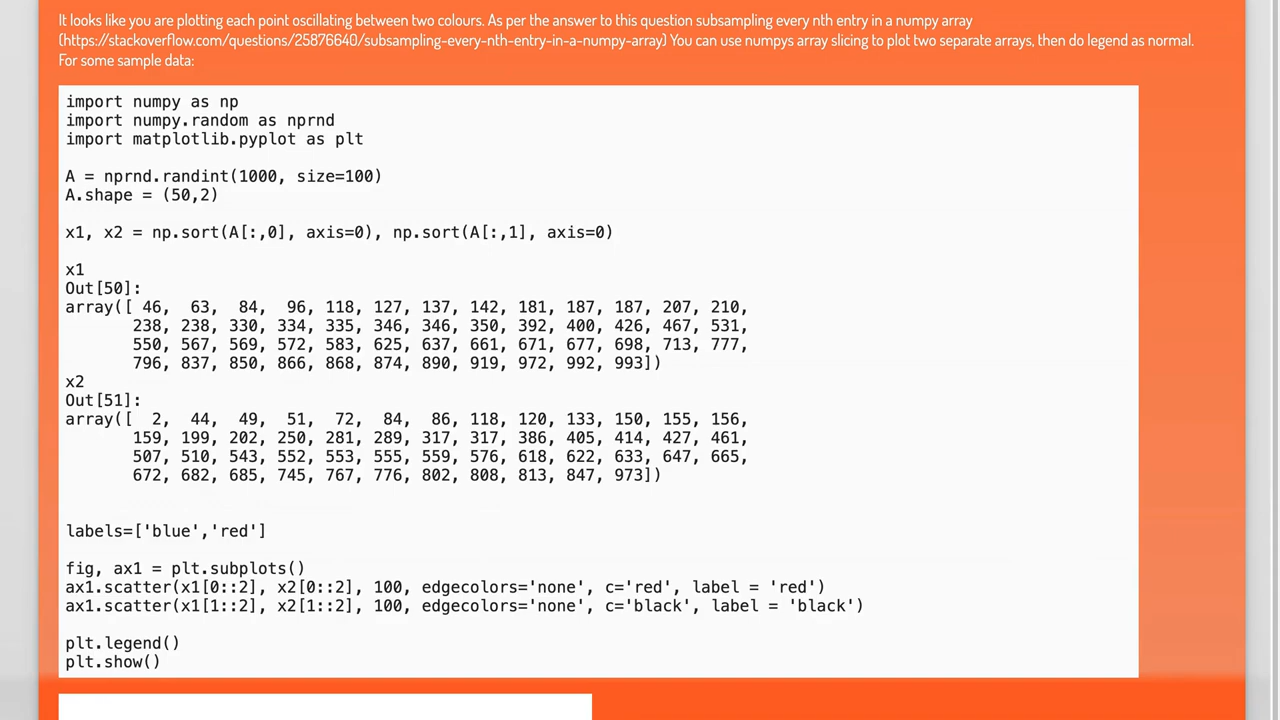 It looks like you are plotting each point oscillating between two colours. As per the answer to this question subsampling every nth entry in a numpy array
(https://stackoverflow.com/questions/25876640/subsampling-every-nth-entry-in-a-numpy-array) You can use numpys array slicing to plot two separate arrays, then do legend as normal.
For some sample data:
import numpy as np
import numpy.random as nprnd
import matplotlib.pyplot as plt
A = nprnd.randint(1000, size=100)
A.shape = (50,2)
x1, x2 = np.sort(A[:,0], axis=0), np.sort(A[:,1], axis=0)
x1
Out[50]:
array([ 46,  63,  84,  96, 118, 127, 137, 142, 181, 187, 187, 207, 210,
       238, 238, 330, 334, 335, 346, 346, 350, 392, 400, 426, 467, 531,
       550, 567, 569, 572, 583, 625, 637, 661, 671, 677, 698, 713, 777,
       796, 837, 850, 866, 868, 874, 890, 919, 972, 992, 993])
x2
Out[51]:
array([  2,  44,  49,  51,  72,  84,  86, 118, 120, 133, 150, 155, 156,
       159, 199, 202, 250, 281, 289, 317, 317, 386, 405, 414, 427, 461,
       507, 510, 543, 552, 553, 555, 559, 576, 618, 622, 633, 647, 665,
       672, 682, 685, 745, 767, 776, 802, 808, 813, 847, 973])
labels=['blue','red']
fig, ax1 = plt.subplots()
ax1.scatter(x1[0::2], x2[0::2], 100, edgecolors='none', c='red', label = 'red')
ax1.scatter(x1[1::2], x2[1::2], 100, edgecolors='none', c='black', label = 'black')
plt.legend()
plt.show()